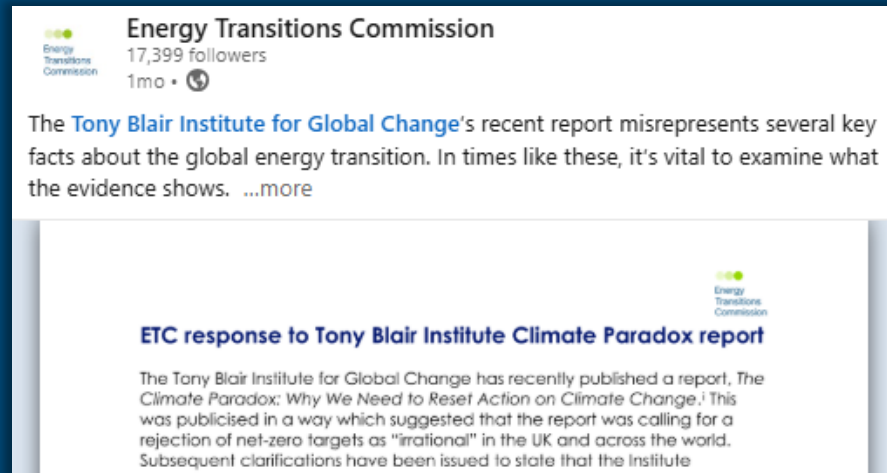 Energy
Transitions
Commission
Energy Transitions Commission
17,399 followers
1mo •
The Tony Blair Institute for Global Change's recent report misrepresents several key
facts about the global energy transition. In times like these, it's vital to examine what
the evidence shows. ...more
Energy
Transitions
Commission
ETC response to Tony Blair Institute Climate Paradox report
The Tony Blair Institute for Global Change has recently published a report, The
Climate Paradox: Why We Need to Reset Action on Climate Change.i This
was publicised in a way which suggested that the report was calling for a
rejection of net-zero targets as "irrational" in the UK and across the world.
Subsequent clarifications have been issued to state that the Institute